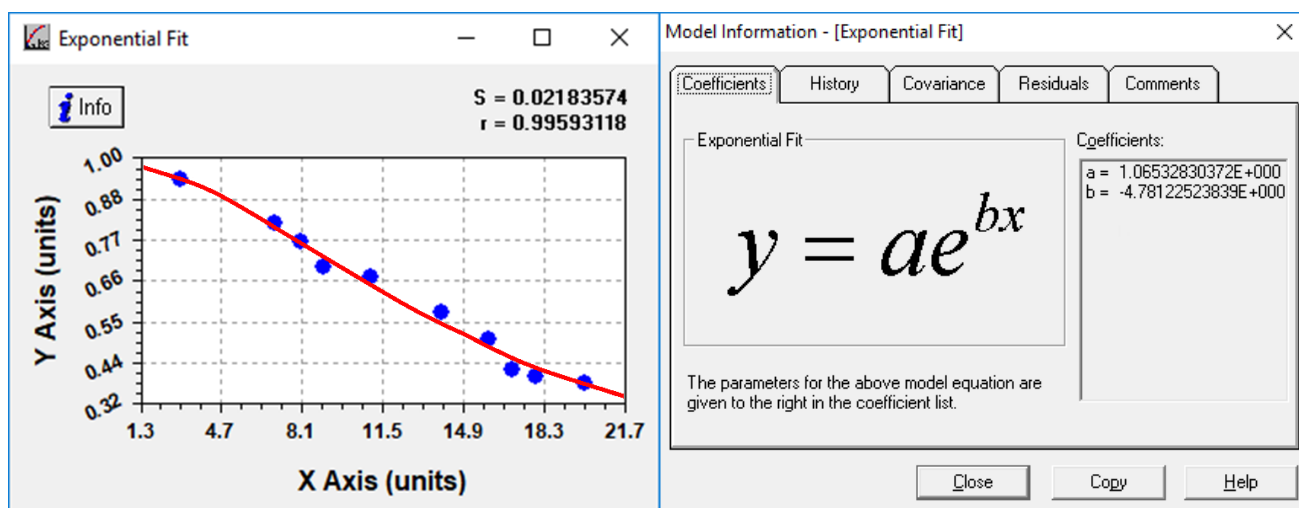 Exponential Fit
Info
S = 0.02183574
r = 0.99593118
Y Axis (units)
1.00
0.88
0.77
0.66
0.55
0.44
0.32
1.3 4.7 8.1 11.5 14.9 18.3 21.7
X Axis (units)
Model Information - [Exponential Fit]
Coefficients History Covariance Residuals Comments
Exponential Fit
y = ae^{bx}
Coefficients:
a = 1.06532830372E+000
b = -4.78122523839E+000
The parameters for the above model equation are
given to the right in the coefficient list.
Close Copy Help